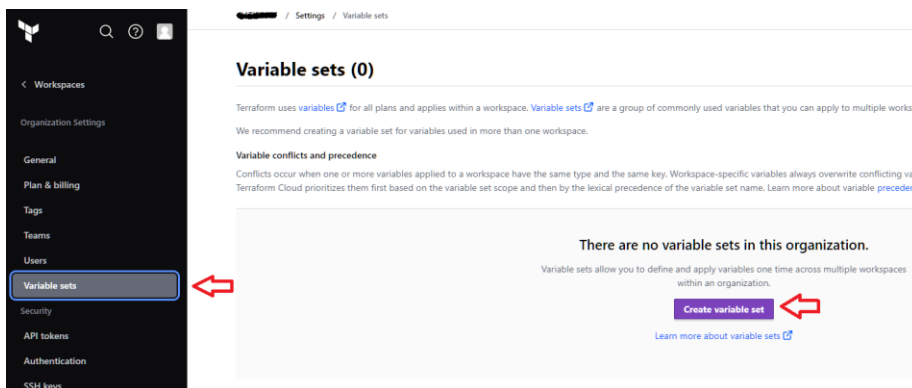 / Settings / Variable sets
< Workspaces
Organization Settings
General
Plan & billing
Tags
Teams
Users
Variable sets
Security
API tokens
Authentication
SSH keys
Variable sets (0)
Terraform uses variables for all plans and applies within a workspace. Variable sets are a group of commonly used variables that you can apply to multiple works
We recommend creating a variable set for variables used in more than one workspace.
Variable conflicts and precedence
Conflicts occur when one or more variables applied to a workspace have the same type and the same key. Workspace-specific variables always overwrite conflicting va
Terraform Cloud prioritizes them first based on the variable set scope and then by the lexical precedence of the variable set name. Learn more about variable preceden
There are no variable sets in this organization.
Variable sets allow you to define and apply variables one time across multiple workspaces
within an organization.
Create variable set
Learn more about variable sets